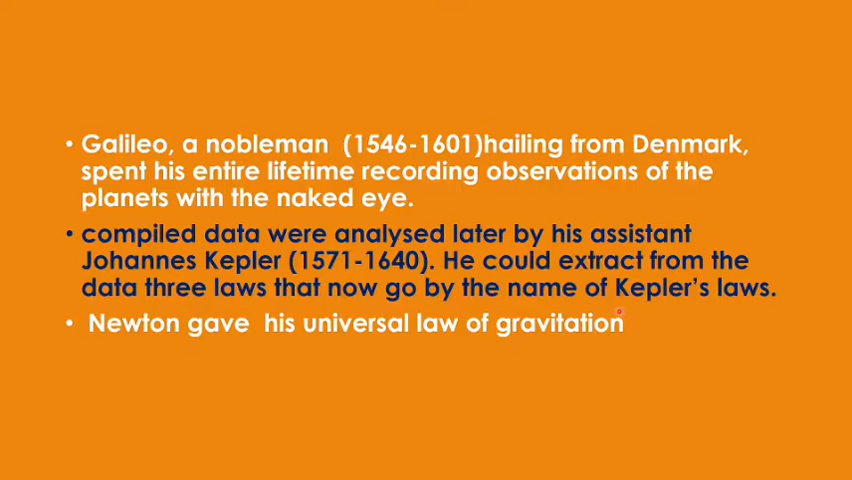 • Galileo, a nobleman (1546-1601)hailing from Denmark,
spent his entire lifetime recording observations of the
planets with the naked eye.
• compiled data were analysed later by his assistant
Johannes Kepler (1571-1640). He could extract from the
data three laws that now go by the name of Kepler’s laws.
• Newton gave his universal law of gravitation